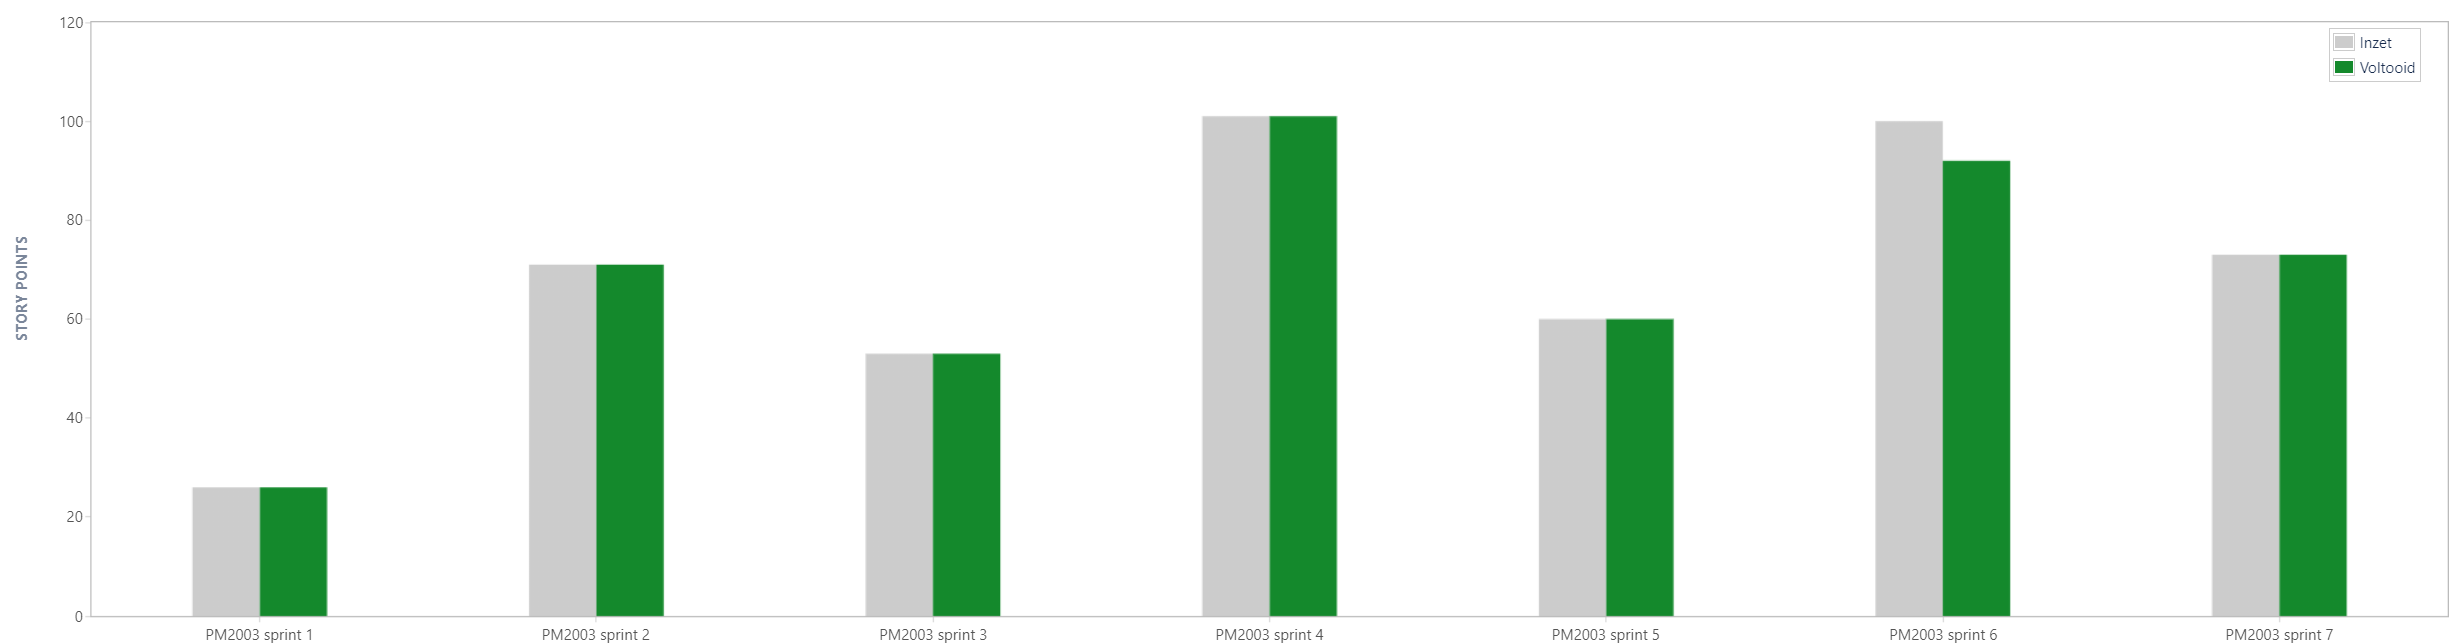 120
100
80
60
40
20
0
STORY POINTS
Inzet
Voltooid
PM2003 sprint 1
PM2003 sprint 2
PM2003 sprint 3
PM2003 sprint 4
PM2003 sprint 5
PM2003 sprint 6
PM2003 sprint 7